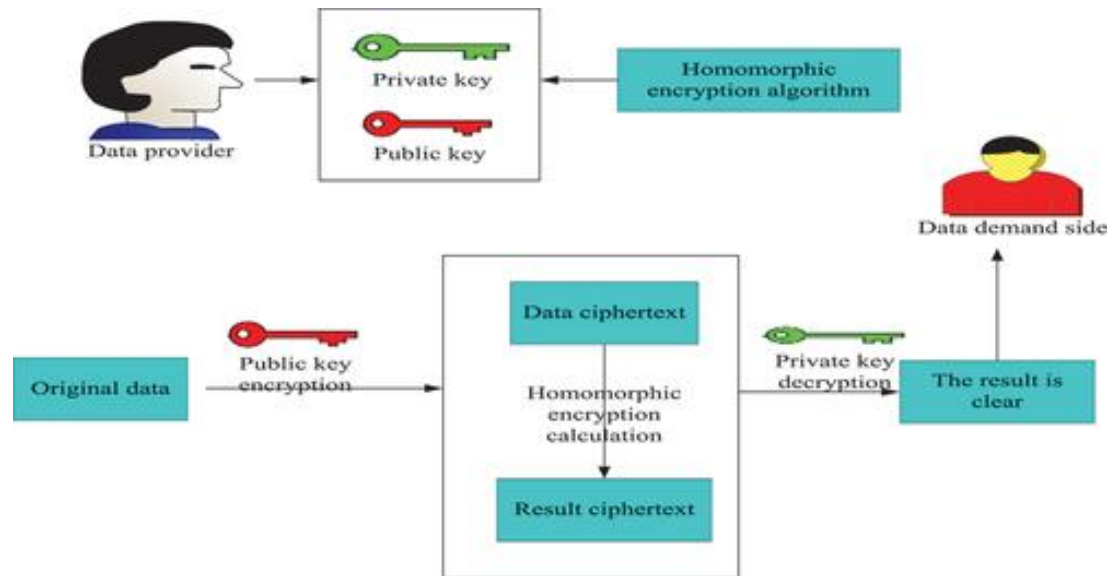 Private key
Homomorphic
encryption algorithm
Public key
Data provider
Data demand side
Data ciphertext
Public key
encryption
Private key
decryption
Original data
Homomorphic
encryption
calculation
The result is
clear
Result ciphertext